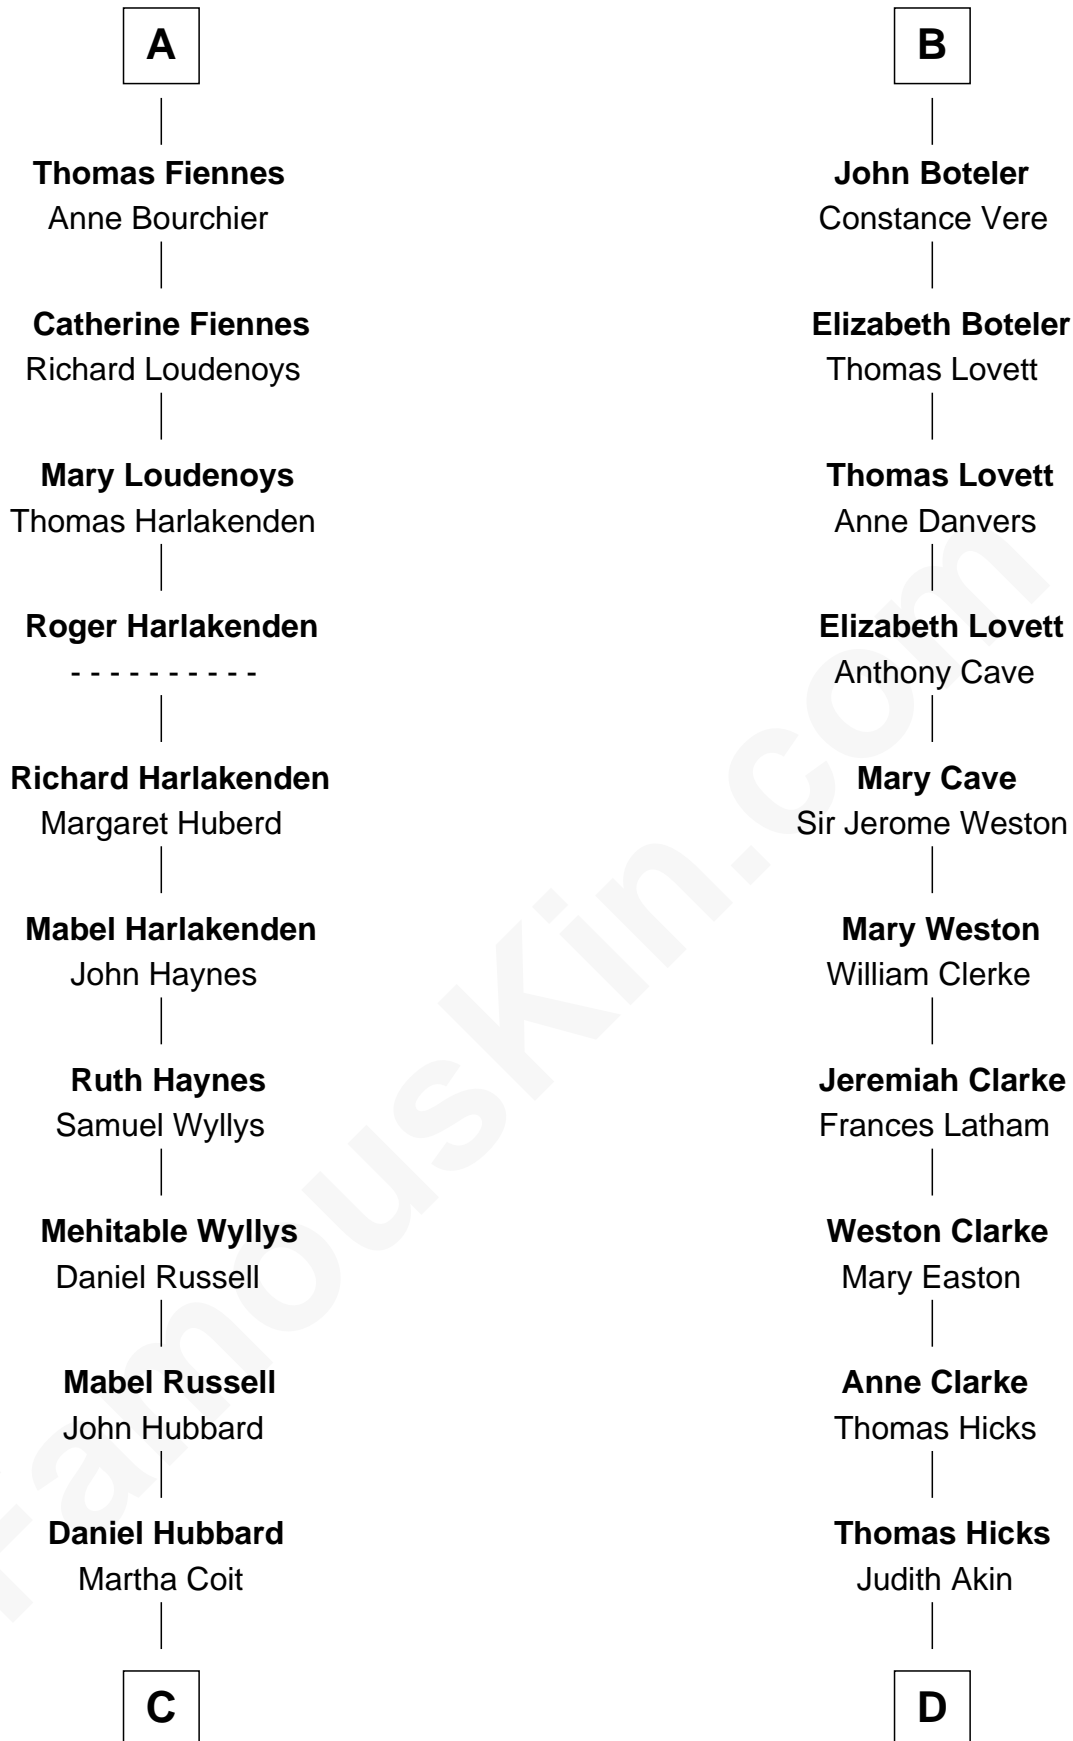 A
Thomas Fiennes
Anne Bourchier
Catherine Fiennes
Richard Loudenoys
Mary Loudenoys
Thomas Harlakenden
Roger Harlakenden
- - - - - - - - - -
Richard Harlakenden
Margaret Huberd
Mabel Harlakenden
John Haynes
Ruth Haynes
Samuel Wyllys
Mehitable Wyllys
Daniel Russell
Mabel Russell
John Hubbard
Daniel Hubbard
Martha Coit
C
B
John Boteler
Constance Vere
Elizabeth Boteler
Thomas Lovett
Thomas Lovett
Anne Danvers
Elizabeth Lovett
Anthony Cave
Mary Cave
Sir Jerome Weston
Mary Weston
William Clerke
Jeremiah Clarke
Frances Latham
Weston Clarke
Mary Easton
Anne Clarke
Thomas Hicks
Thomas Hicks
Judith Akin
D
FamousKin.com